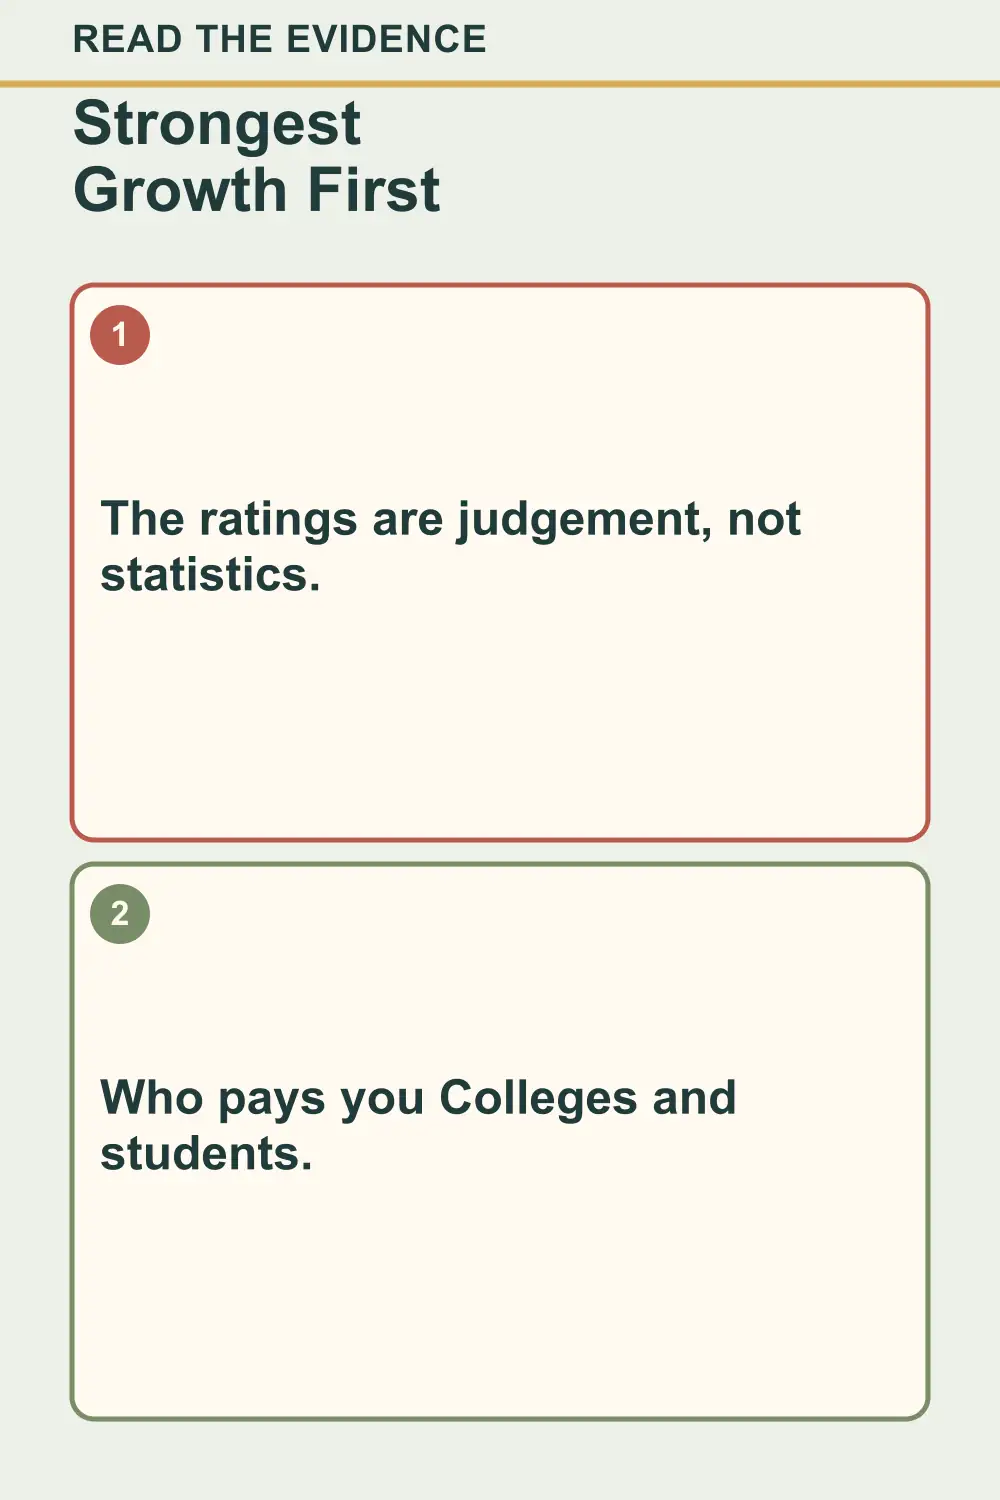 READ THE EVIDENCE
Strongest
Growth First
1
The ratings are judgement, not
statistics.
2
Who pays you Colleges and
students.